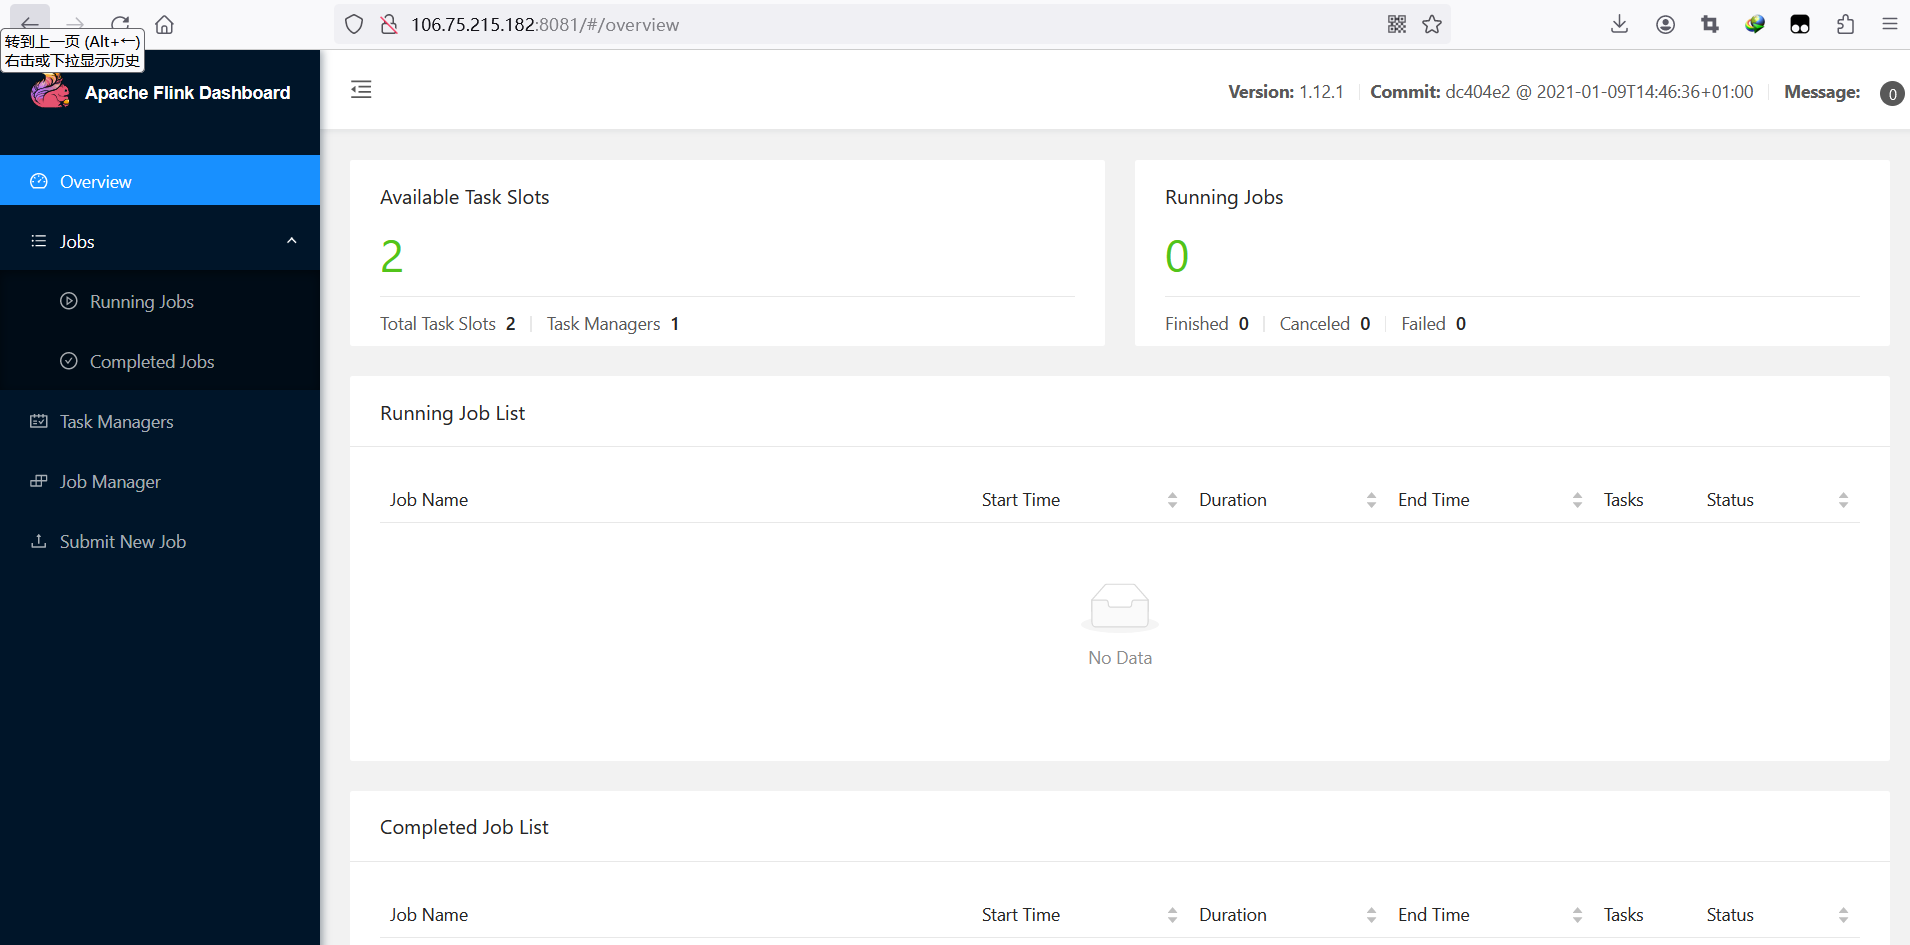 106.75.215.182:8081/#/overview
转到上一页 (Alt+←)
右击或下拉显示历史
Apache Flink Dashboard
Version: 1.12.1 Commit: dc404e2 @ 2021-01-09T14:46:36+01:00 Message: 0
Overview
Jobs
Running Jobs
Completed Jobs
Task Managers
Job Manager
Submit New Job
Available Task Slots
2
Total Task Slots 2 Task Managers 1
Running Jobs
0
Finished 0 Canceled 0 Failed 0
Running Job List
Job Name Start Time Duration End Time Tasks Status
No Data
Completed Job List
Job Name Start Time Duration End Time Tasks Status